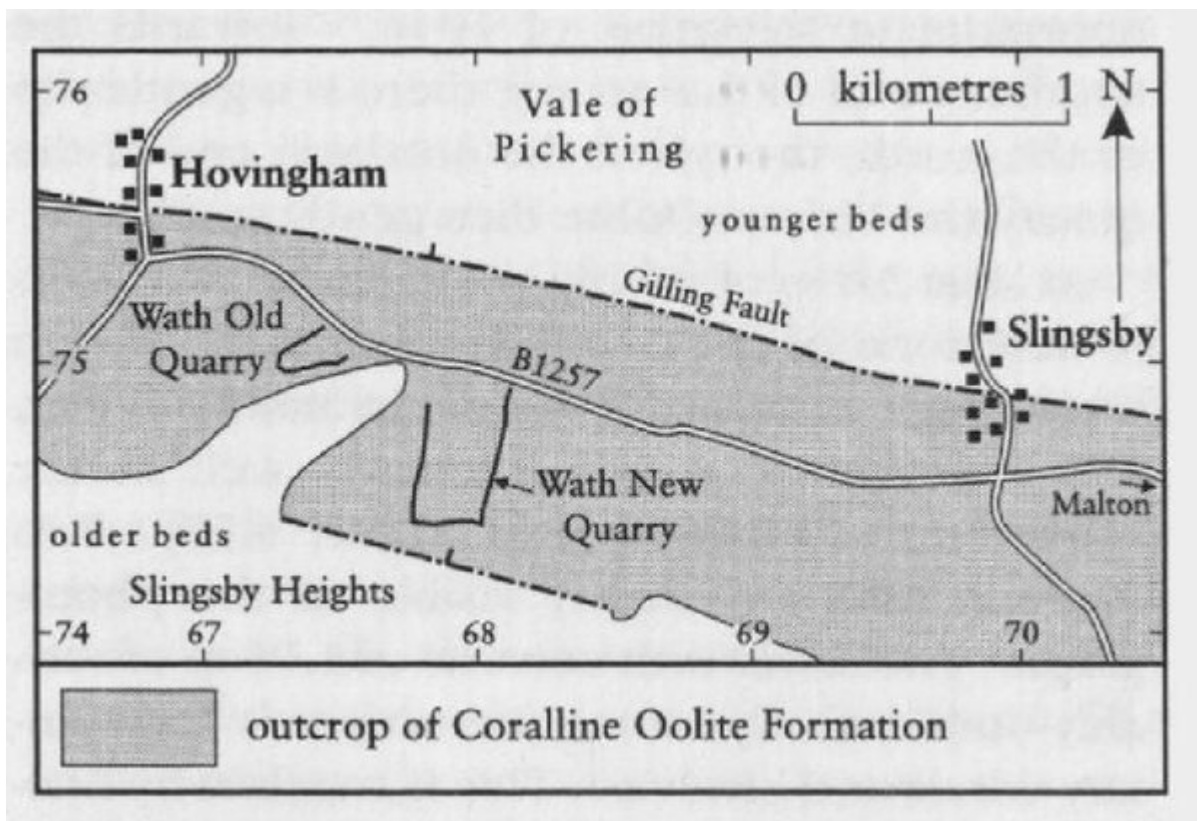 76
Vale of
Pickering
0 kilometres 1
N
Hovingham
younger beds
Gilling Fault
Slingsby
Wath Old
Quarry
75
B1257
Wath New
Quarry
Malton
older beds
Slingsby Heights
74
67
68
69
70
outcrop of Coralline Oolite Formation